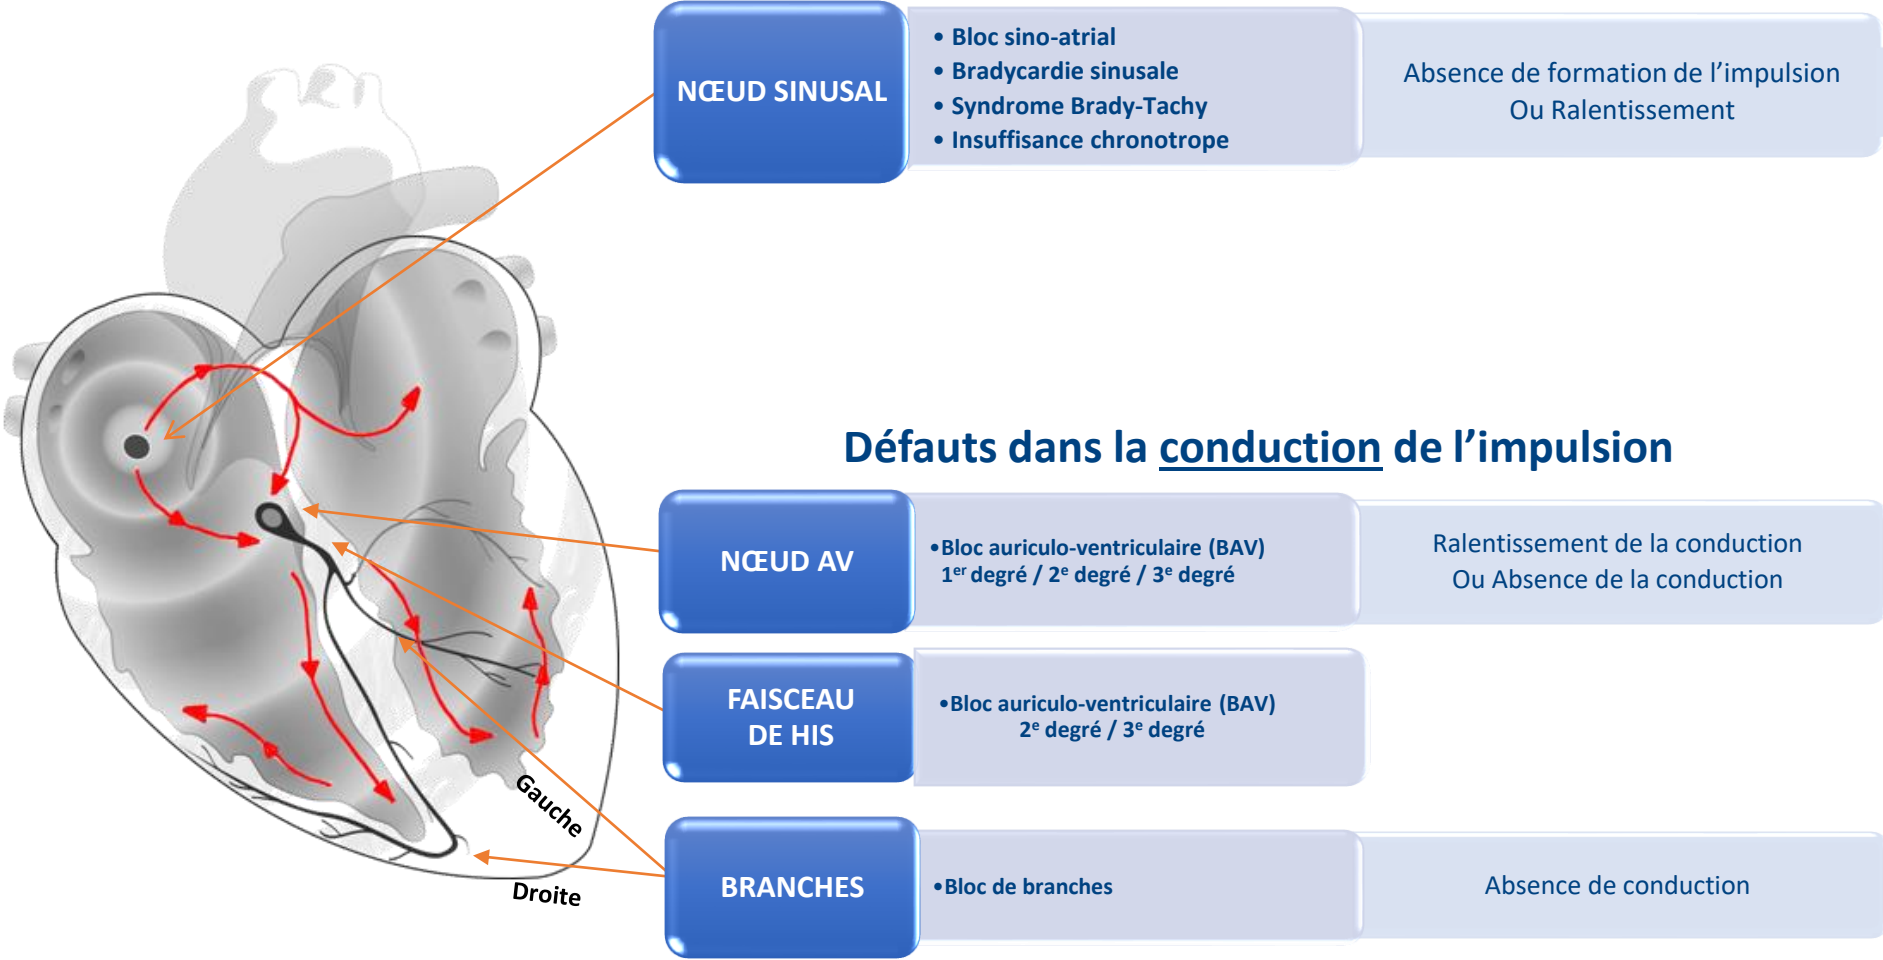 NŒUD SINUSAL
• Bloc sino-atrial
• Bradycardie sinusale
• Syndrome Brady-Tachy
• Insuffisance chronotrope
Absence de formation de l’impulsion
Ou Ralentissement
Défauts dans la conduction de l’impulsion
NŒUD AV
•Bloc auriculo-ventriculaire (BAV)
1er degré / 2e degré / 3e degré
Ralentissement de la conduction
Ou Absence de la conduction
FAISCEAU
DE HIS
•Bloc auriculo-ventriculaire (BAV)
2e degré / 3e degré
Gauche
Droite
BRANCHES
•Bloc de branches
Absence de conduction